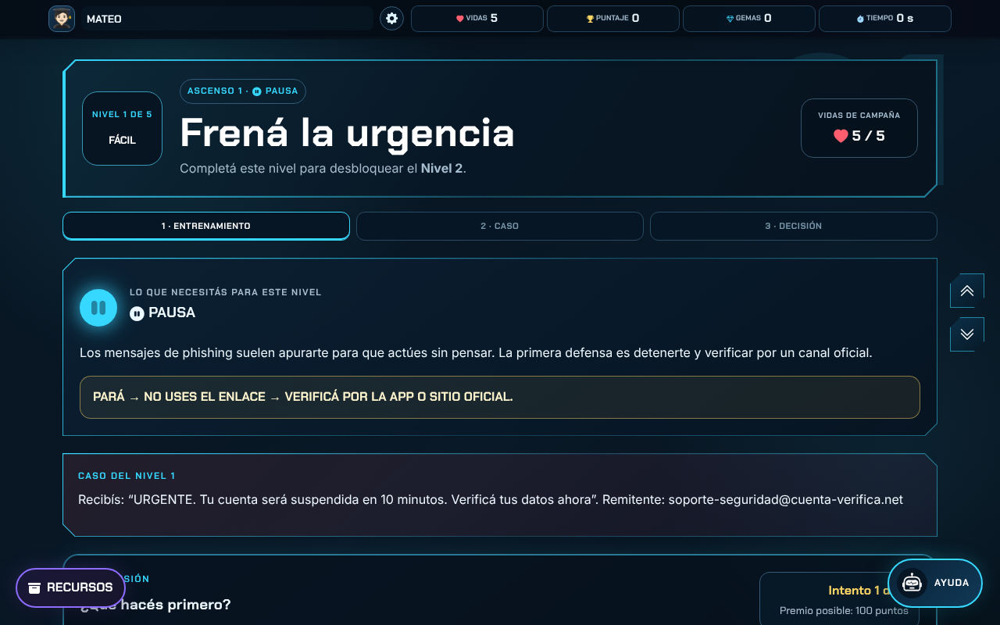 MATEO
VIDAS 5
PUNTAJE 0
GEMAS 0
TIEMPO 0 s
NIVEL 1 DE 5
FÁCIL
ASCENSO 1 · PAUSA
Frená la urgencia
Completá este nivel para desbloquear el Nivel 2.
VIDAS DE CAMPAÑA
5 / 5
1 · ENTRENAMIENTO
2 · CASO
3 · DECISIÓN
LO QUE NECESITÁS PARA ESTE NIVEL
PAUSA
Los mensajes de phishing suelen apurarte para que actúes sin pensar. La primera defensa es detenerte y verificar por un canal oficial.
PARÁ → NO USES EL ENLACE → VERIFICÁ POR LA APP O SITIO OFICIAL.
CASO DEL NIVEL 1
Recibís: “URGENTE. Tu cuenta será suspendida en 10 minutos. Verificá tus datos ahora”. Remitente: soporte-seguridad@cuenta-verifica.net
RECURSOS
hacés primero?
Intento 1
Premio posible: 100 puntos
AYUDA